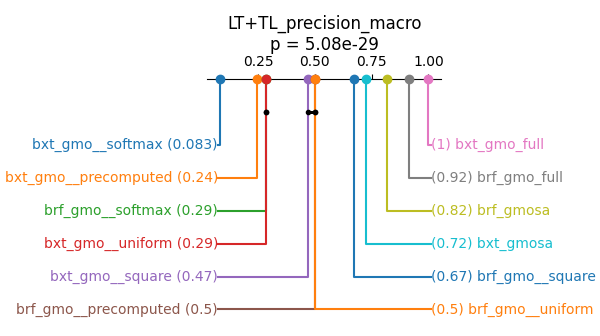 LT+TL_precision_macro
p = 5.08e-29
0.25 0.50 0.75 1.00
bxt_gmo__softmax (0.083) (1) bxt_gmo_full
bxt_gmo__precomputed (0.24) (0.92) brf_gmo_full
brf_gmo__softmax (0.29) (0.82) brf_gmosa
bxt_gmo__uniform (0.29) (0.72) bxt_gmosa
bxt_gmo__square (0.47) (0.67) brf_gmo__square
brf_gmo__precomputed (0.5) (0.5) brf_gmo__uniform